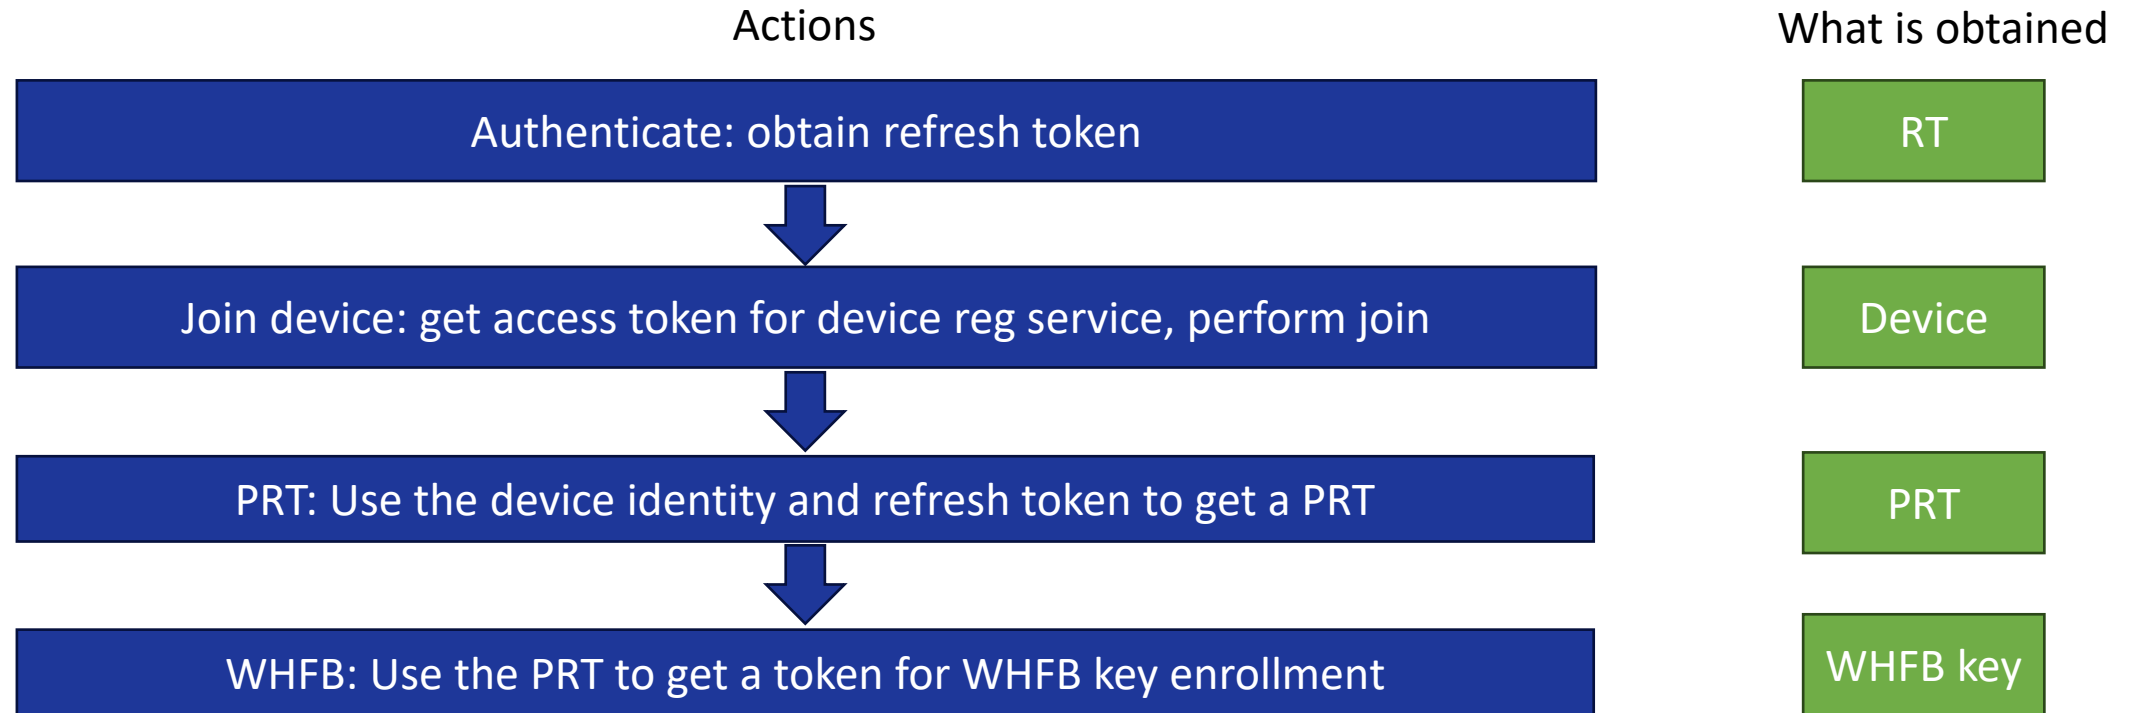 Actions
What is obtained
Authenticate: obtain refresh token
RT
Join device: get access token for device reg service, perform join
Device
PRT: Use the device identity and refresh token to get a PRT
PRT
WHFB: Use the PRT to get a token for WHFB key enrollment
WHFB key